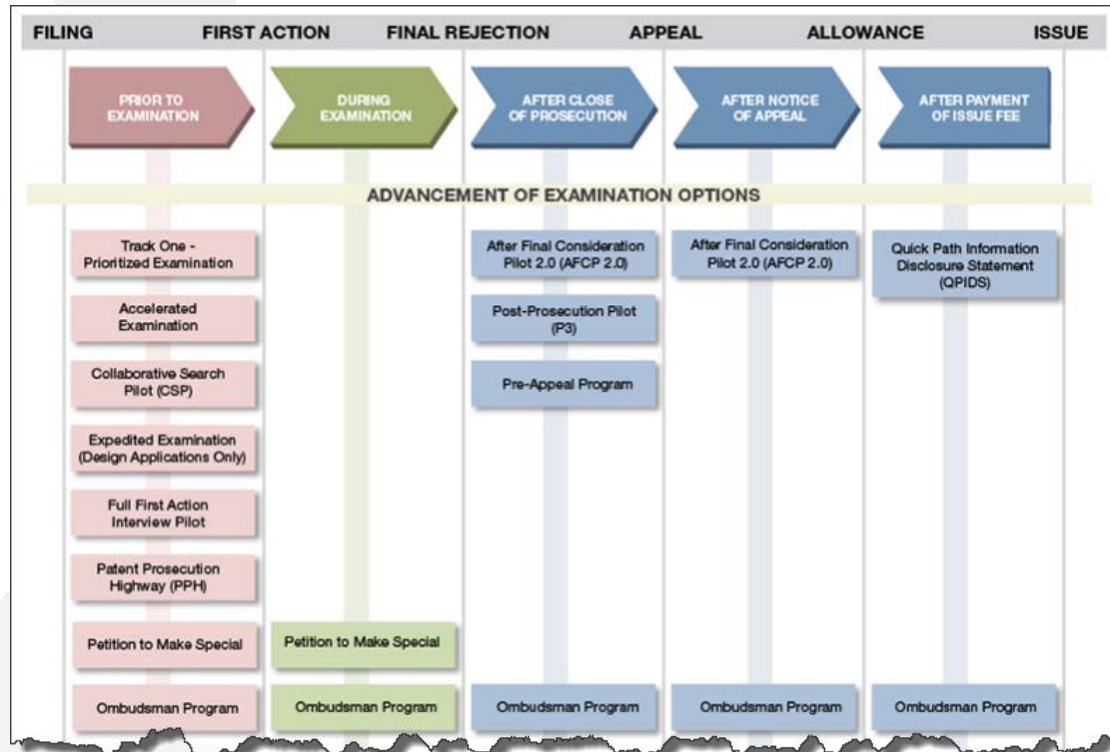 FILING FIRST ACTION FINAL REJECTION APPEAL ALLOWANCE ISSUE
PRIOR TO
EXAMINATION
DURING
EXAMINATION
AFTER CLOSE
OF PROSECUTION
AFTER NOTICE
OF APPEAL
AFTER PAYMENT
OF ISSUE FEE
ADVANCEMENT OF EXAMINATION OPTIONS
Track One -
Prioritized Examination
Accelerated
Examination
Collaborative Search
Pilot (CSP)
Expedited Examination
(Design Applications Only)
Full First Action
Interview Pilot
Patent Prosecution
Highway (PPH)
Petition to Make Special
Ombudsman Program
Petition to Make Special
Ombudsman Program
After Final Consideration
Pilot 2.0 (AFCP 2.0)
Post-Prosecution Pilot
(P3)
Pre-Appeal Program
Ombudsman Program
After Final Consideration
Pilot 2.0 (AFCP 2.0)
Ombudsman Program
Quick Path Information
Disclosure Statement
(QPIDS)
Ombudsman Program